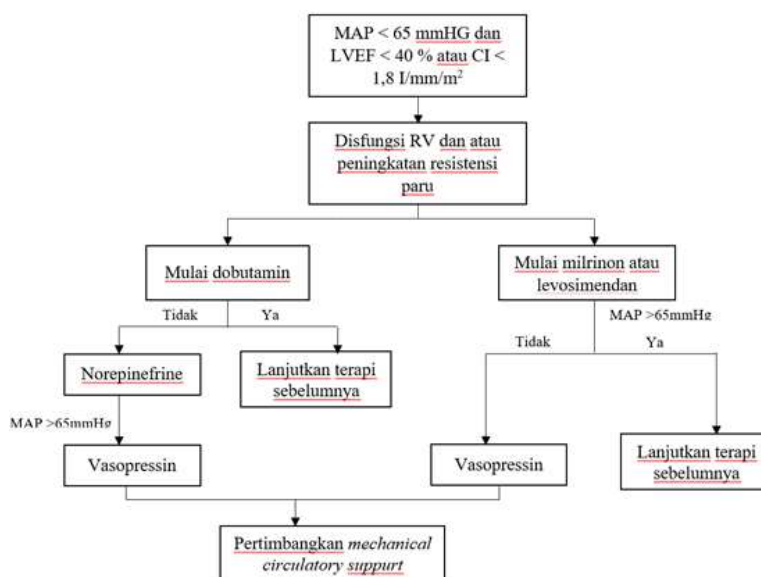 MAP < 65 mmHG dan
LVEF < 40 % atau CI <
1,8 I/mm/m²
Disfungsi RV dan atau
peningkatan resistensi
paru
Mulai dobutamin
Mulai milrinon atau
levosimendan
Tidak
Ya
MAP >65mmHg
Tidak
Ya
Norepinefrine
Lanjutkan terapi
sebelumnya
MAP >65mmHg
Vasopressin
Vasopressin
Lanjutkan terapi
sebelumnya
Pertimbangkan mechanical
circulatory suppurt